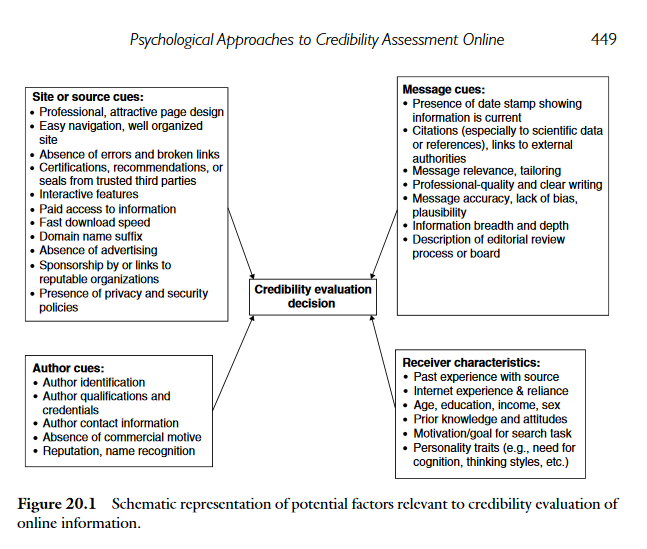 Psychological Approaches to Credibility Assessment Online 449
Site or source cues:
• Professional, attractive page design
• Easy navigation, well organized
site
• Absence of errors and broken links
• Certifications, recommendations, or
seals from trusted third parties
• Interactive features
• Paid access to information
• Fast download speed
• Domain name suffix
• Absence of advertising
• Sponsorship by or links to
reputable organizations
• Presence of privacy and security
policies
Message cues:
• Presence of date stamp showing
information is current
• Citations (especially to scientific data
or references), links to external
authorities
• Message relevance, tailoring
• Professional-quality and clear writing
• Message accuracy, lack of bias,
plausibility
• Information breadth and depth
• Description of editorial review
process or board
Credibility evaluation
decision
Author cues:
• Author identification
• Author qualifications and
credentials
• Author contact information
• Absence of commercial motive
• Reputation, name recognition
Receiver characteristics:
• Past experience with source
• Internet experience & reliance
• Age, education, income, sex
• Prior knowledge and attitudes
• Motivation/goal for search task
• Personality traits (e.g., need for
cognition, thinking styles, etc.)
Figure 20.1 Schematic representation of potential factors relevant to credibility evaluation of
online information.